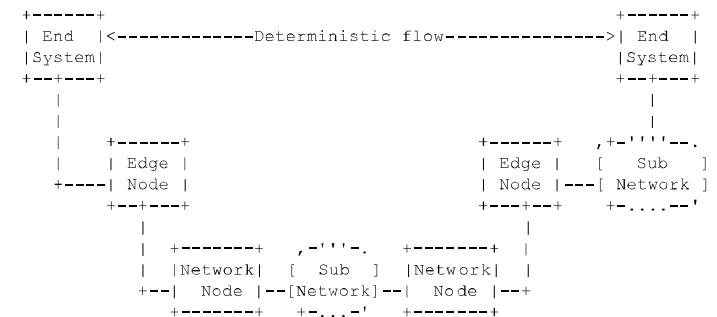 End <-------------Deterministic flow---------------> End
System System
Edge Edge Sub
Node Node Network
Network Sub Network
Node Network Node